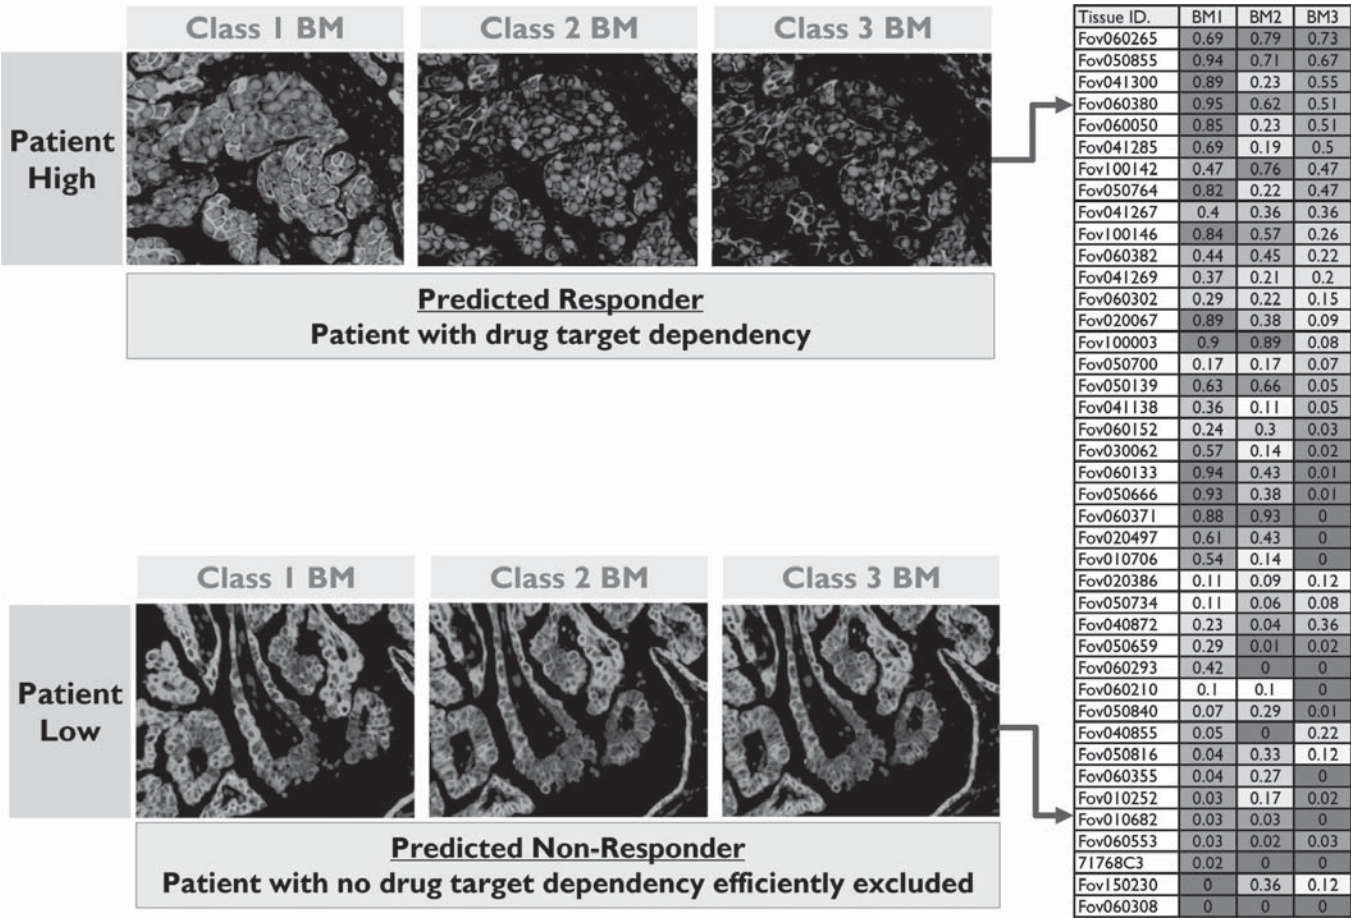 Class 1 BM
Class 2 BM
Class 3 BM
Patient
High
Predicted Responder
Patient with drug target dependency
Class 1 BM
Class 2 BM
Class 3 BM
Patient
Low
Predicted Non-Responder
Patient with no drug target dependency efficiently excluded
Tissue ID. BM1 BM2 BM3
Fov060265 0.69 0.79 0.73
Fov050855 0.94 0.71 0.67
Fov041300 0.89 0.23 0.55
Fov060380 0.95 0.62 0.51
Fov060050 0.85 0.23 0.51
Fov041285 0.69 0.19 0.5
Fov100142 0.47 0.76 0.47
Fov050764 0.82 0.22 0.47
Fov041267 0.4 0.36 0.36
Fov100146 0.84 0.57 0.26
Fov060382 0.44 0.45 0.22
Fov041269 0.37 0.21 0.2
Fov060302 0.29 0.22 0.15
Fov020067 0.89 0.38 0.09
Fov100003 0.9 0.89 0.08
Fov050700 0.17 0.17 0.07
Fov050139 0.63 0.66 0.05
Fov041138 0.36 0.11 0.05
Fov060152 0.24 0.3 0.03
Fov030062 0.57 0.14 0.02
Fov060133 0.94 0.43 0.01
Fov050666 0.93 0.38 0.01
Fov060371 0.88 0.93 0
Fov020497 0.61 0.43 0
Fov010706 0.54 0.14 0
Fov020386 0.11 0.09 0.12
Fov050734 0.11 0.06 0.08
Fov040872 0.23 0.04 0.36
Fov050659 0.29 0.01 0.02
Fov060293 0.42 0 0
Fov060210 0.1 0.1 0
Fov050840 0.07 0.29 0.01
Fov040855 0.05 0 0.22
Fov050816 0.04 0.33 0.12
Fov060355 0.04 0.27 0
Fov010252 0.03 0.17 0.02
Fov010682 0.03 0.03 0
Fov060553 0.03 0.02 0.03
71768C3 0.02 0 0
Fov150230 0 0.36 0.12
Fov060308 0 0 0